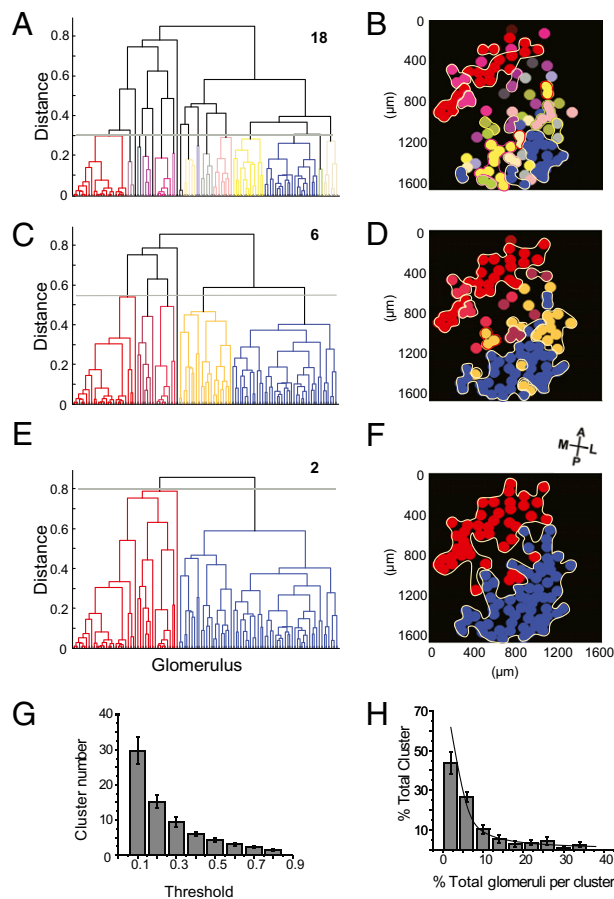 A
18
Distance
0.8
0.6
0.4
0.2
0
B
0
400
800
1200
1600
(µm)
C
6
Distance
0.8
0.6
0.4
0.2
0
D
0
400
800
1200
1600
(µm)
E
2
Distance
0.8
0.6
0.4
0.2
0
Glomerulus
F
A
M L
P
0
400
800
1200
1600
(µm)
0 400 800 1200 1600
(µm)
G
Cluster number
40
30
20
10
0
0.1 0.3 0.5 0.7 0.9
Threshold
H
% Total Cluster
70
50
30
10
0 10 20 30 40
% Total glomeruli per cluster